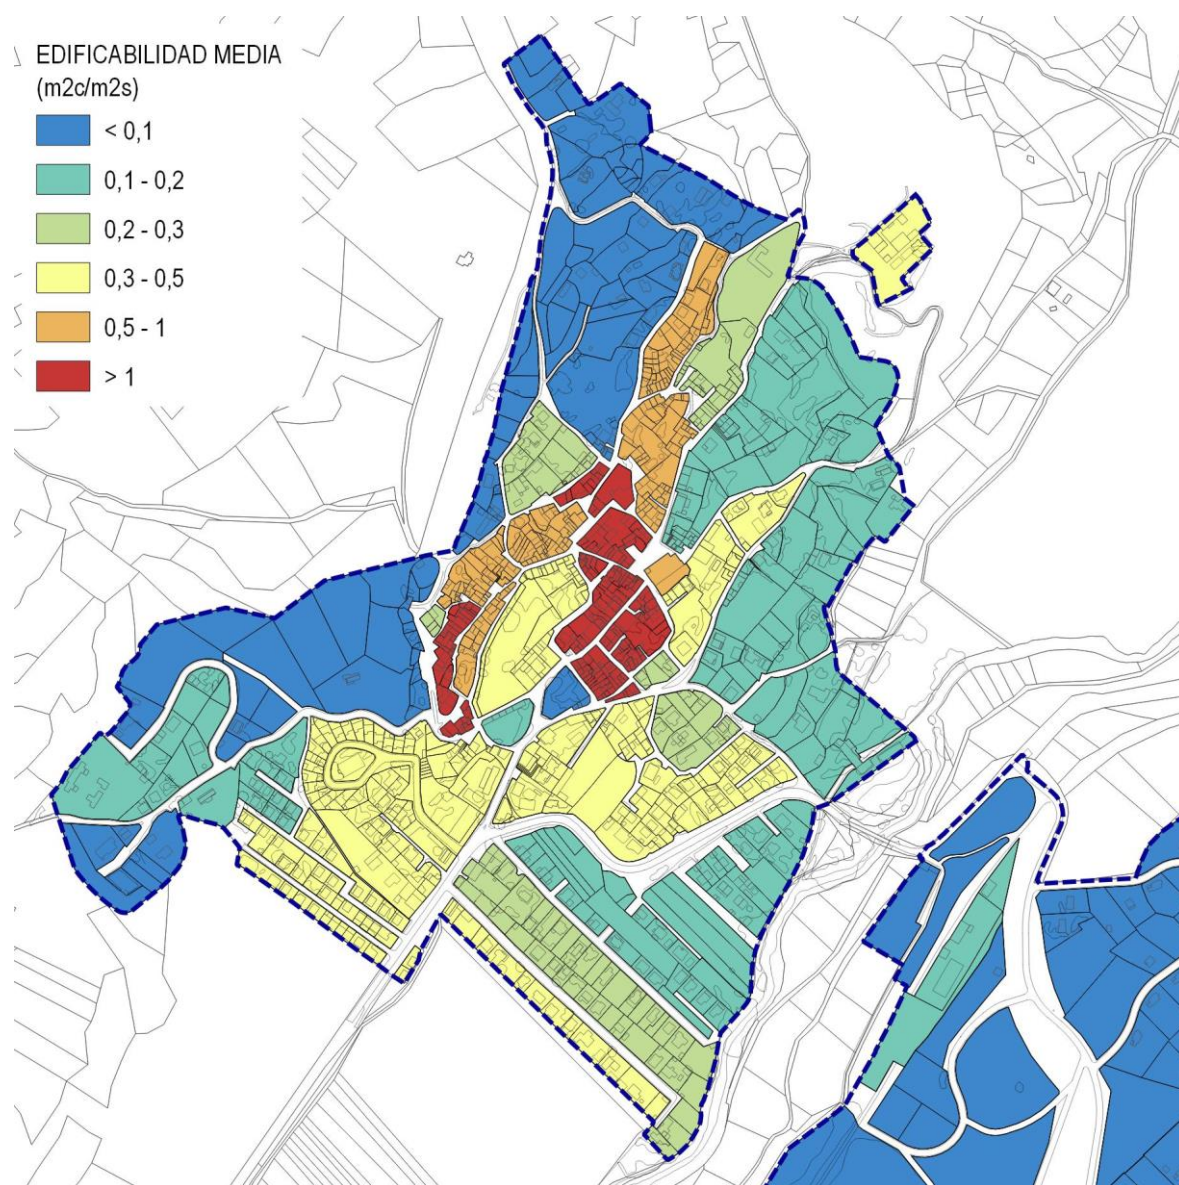 EDIFICABILIDAD MEDIA
(m2c/m2s)
< 0,1
0,1 - 0,2
0,2 - 0,3
0,3 - 0,5
0,5 - 1
> 1